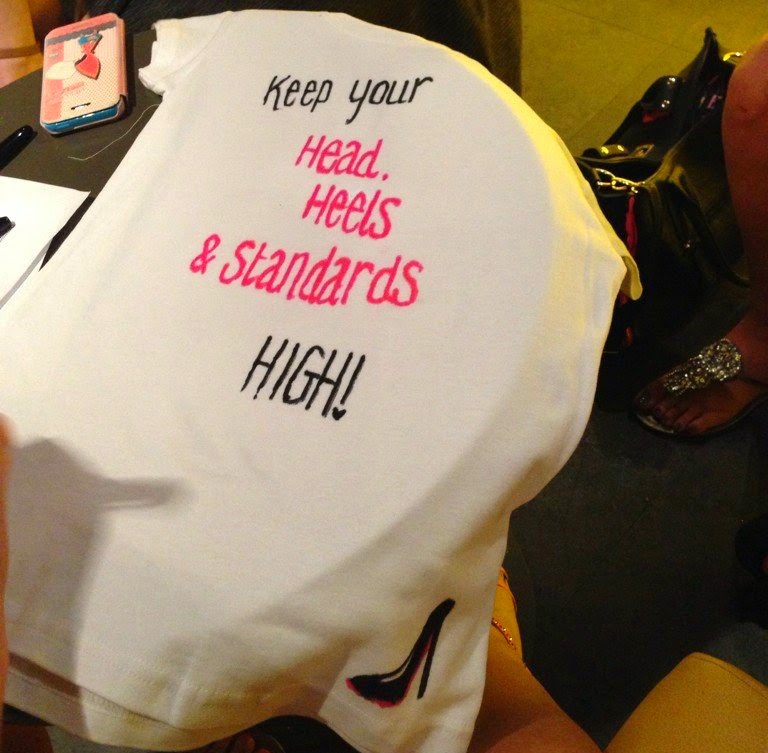 Keep your
Head.
Heels
& Standards
HIGH!